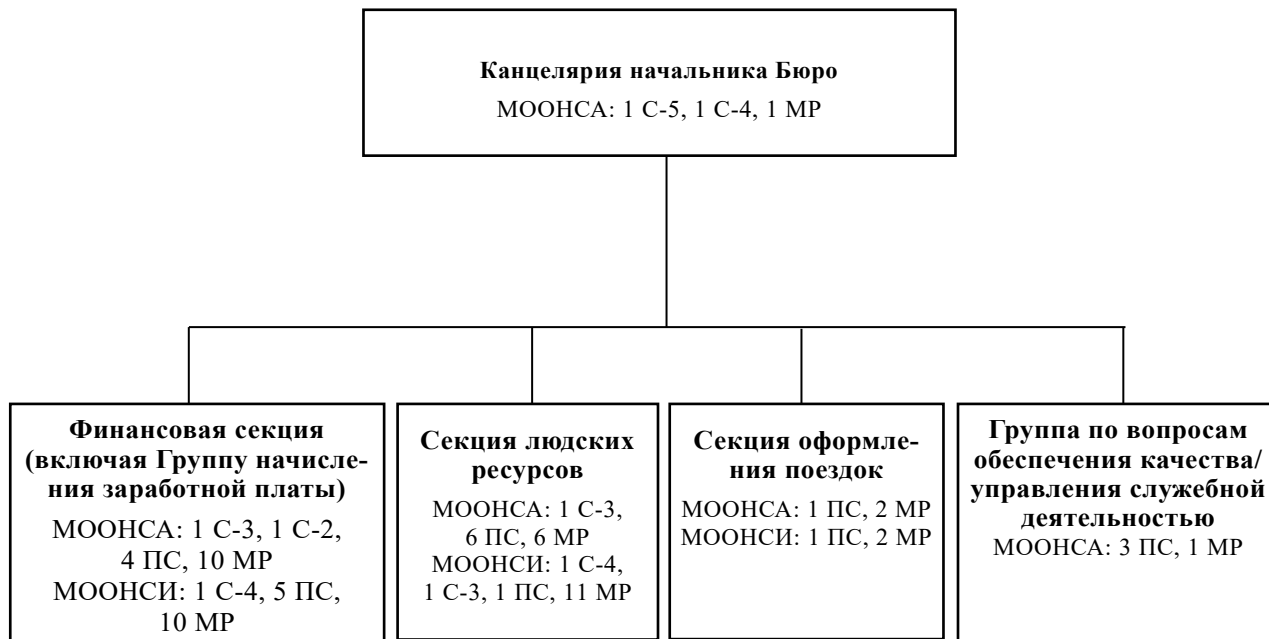 Канцелярия начальника Бюро
МООНСА: 1 С-5, 1 С-4, 1 МР
Финансовая секция
(включая Группу начисле-
ния заработной платы)
МООНСА: 1 С-3, 1 С-2,
4 ПС, 10 МР
МООНСИ: 1 С-4, 5 ПС,
10 МР
Секция людских
ресурсов
МООНСА: 1 С-3,
6 ПС, 6 МР
МООНСИ: 1 С-4,
1 С-3, 1 ПС, 11 МР
Секция оформле-
ния поездок
МООНСА: 1 ПС, 2 МР
МООНСИ: 1 ПС, 2 МР
Группа по вопросам
обеспечения качества/
управления служебной
деятельностью
МООНСА: 3 ПС, 1 МР